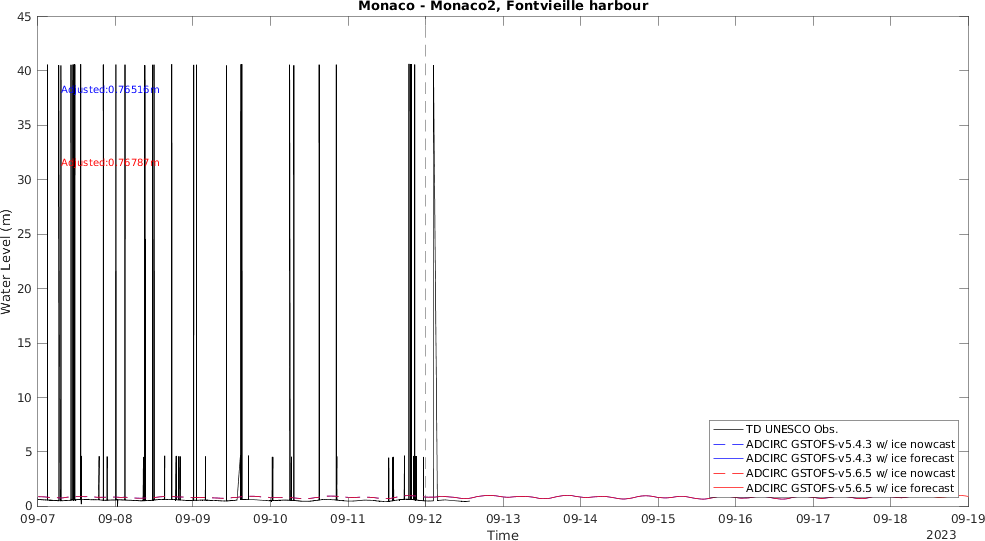 Monaco - Monaco2, Fontvieille harbour
45
40
35
30
25
20
15
10
5
0
Water Level (m)
Adjusted:0.76516m
Adjusted:0.76787m
TD UNESCO Obs.
ADCIRC GSTOFS-v5.4.3 w/ ice nowcast
ADCIRC GSTOFS-v5.4.3 w/ ice forecast
ADCIRC GSTOFS-v5.6.5 w/ ice nowcast
ADCIRC GSTOFS-v5.6.5 w/ ice forecast
09-07 09-08 09-09 09-10 09-11 09-12 09-13 09-14 09-15 09-16 09-17 09-18 09-19
Time
2023